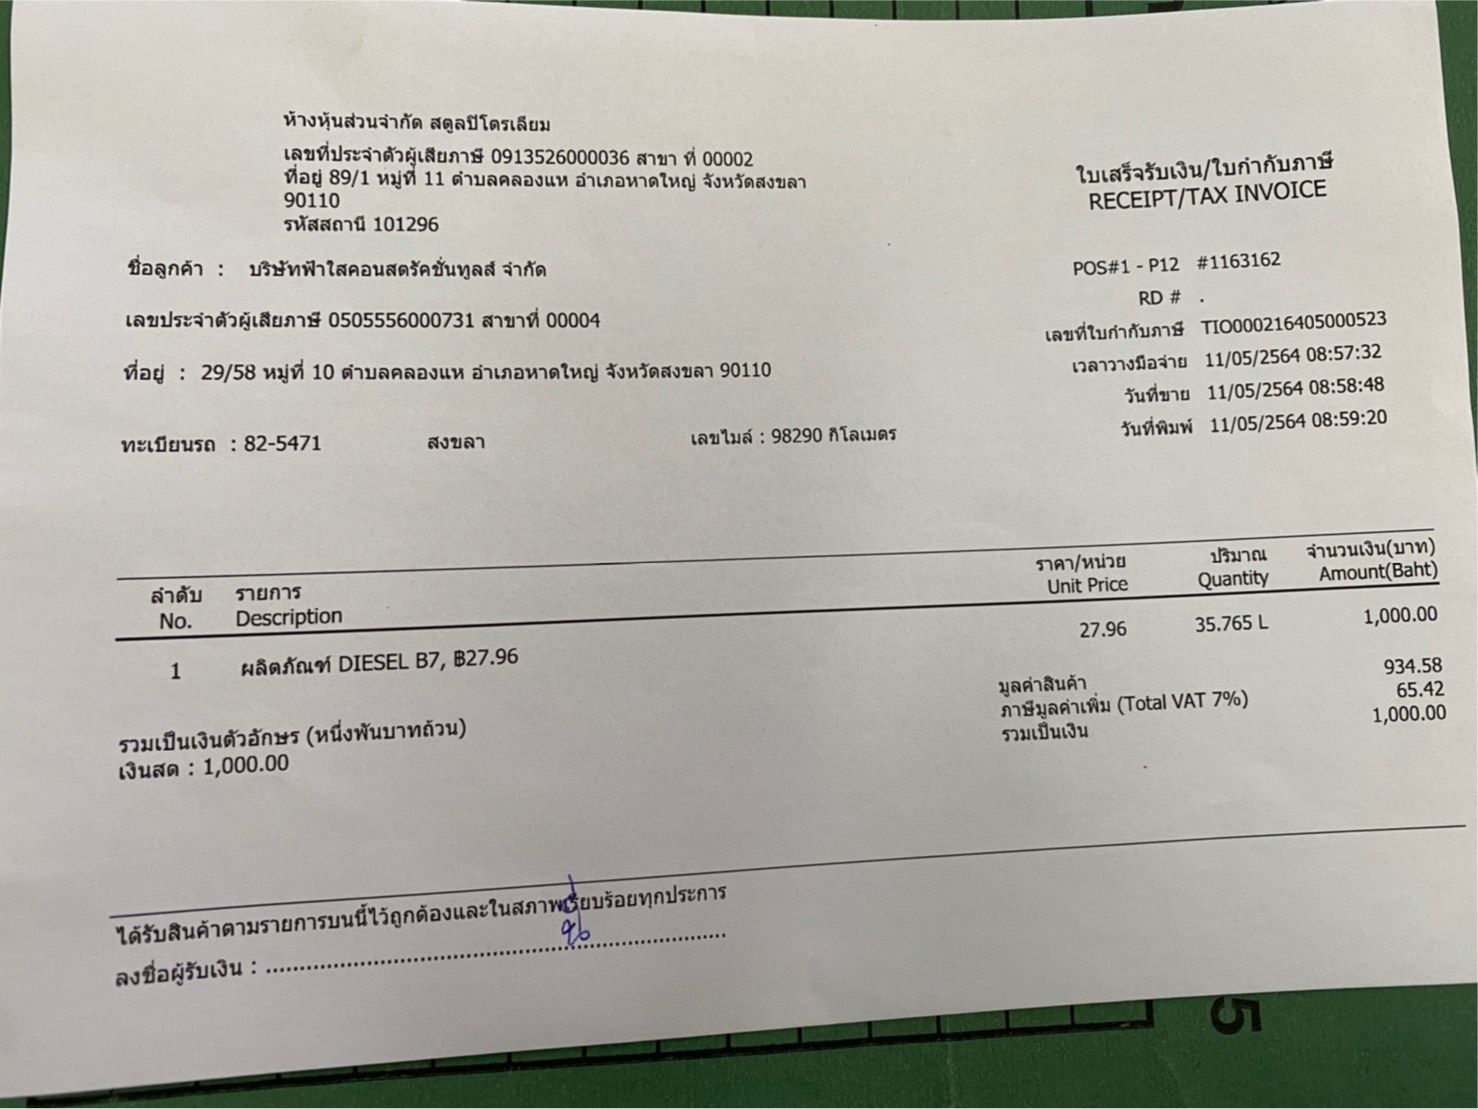 ห้างหุ้นส่วนจำกัด สตูลปิโตรเลียม
เลขที่ประจำตัวผู้เสียภาษี 0913526000036 สาขา ที่ 00002
ที่อยู่ 89/1 หมู่ที่ 11 ตำบลคลองแห อำเภอหาดใหญ่ จังหวัดสงขลา
90110
รหัสสถานี 101296
ใบเสร็จรับเงิน/ใบกำกับภาษี
RECEIPT/TAX INVOICE
ชื่อลูกค้า : บริษัทฟ้าใสคอนสตรัคชั่นทูลส์ จำกัด
เลขประจำตัวผู้เสียภาษี 0505556000731 สาขาที่ 00004
ที่อยู่ : 29/58 หมู่ที่ 10 ตำบลคลองแห อำเภอหาดใหญ่ จังหวัดสงขลา 90110
ทะเบียนรถ : 82-5471 สงขลา เลขไมล์ : 98290 กิโลเมตร
POS#1 - P12 #1163162
RD # .
เลขที่ใบกำกับภาษี TIO000216405000523
เวลาวางมือจ่าย 11/05/2564 08:57:32
วันที่ขาย 11/05/2564 08:58:48
วันที่พิมพ์ 11/05/2564 08:59:20
ลำดับ รายการ ราคา/หน่วย ปริมาณ จำนวนเงิน(บาท)
No. Description Unit Price Quantity Amount(Baht)
1 ผลิตภัณฑ์ DIESEL B7, ฿27.96 27.96 35.765 L 1,000.00
มูลค่าสินค้า 934.58
ภาษีมูลค่าเพิ่ม (Total VAT 7%) 65.42
รวมเป็นเงิน 1,000.00
รวมเป็นเงินตัวอักษร (หนึ่งพันบาทถ้วน)
เงินสด : 1,000.00
ได้รับสินค้าตามรายการบนนี้ไว้ถูกต้องและในสภาพเรียบร้อยทุกประการ
ลงชื่อผู้รับเงิน : ......................................................................
5